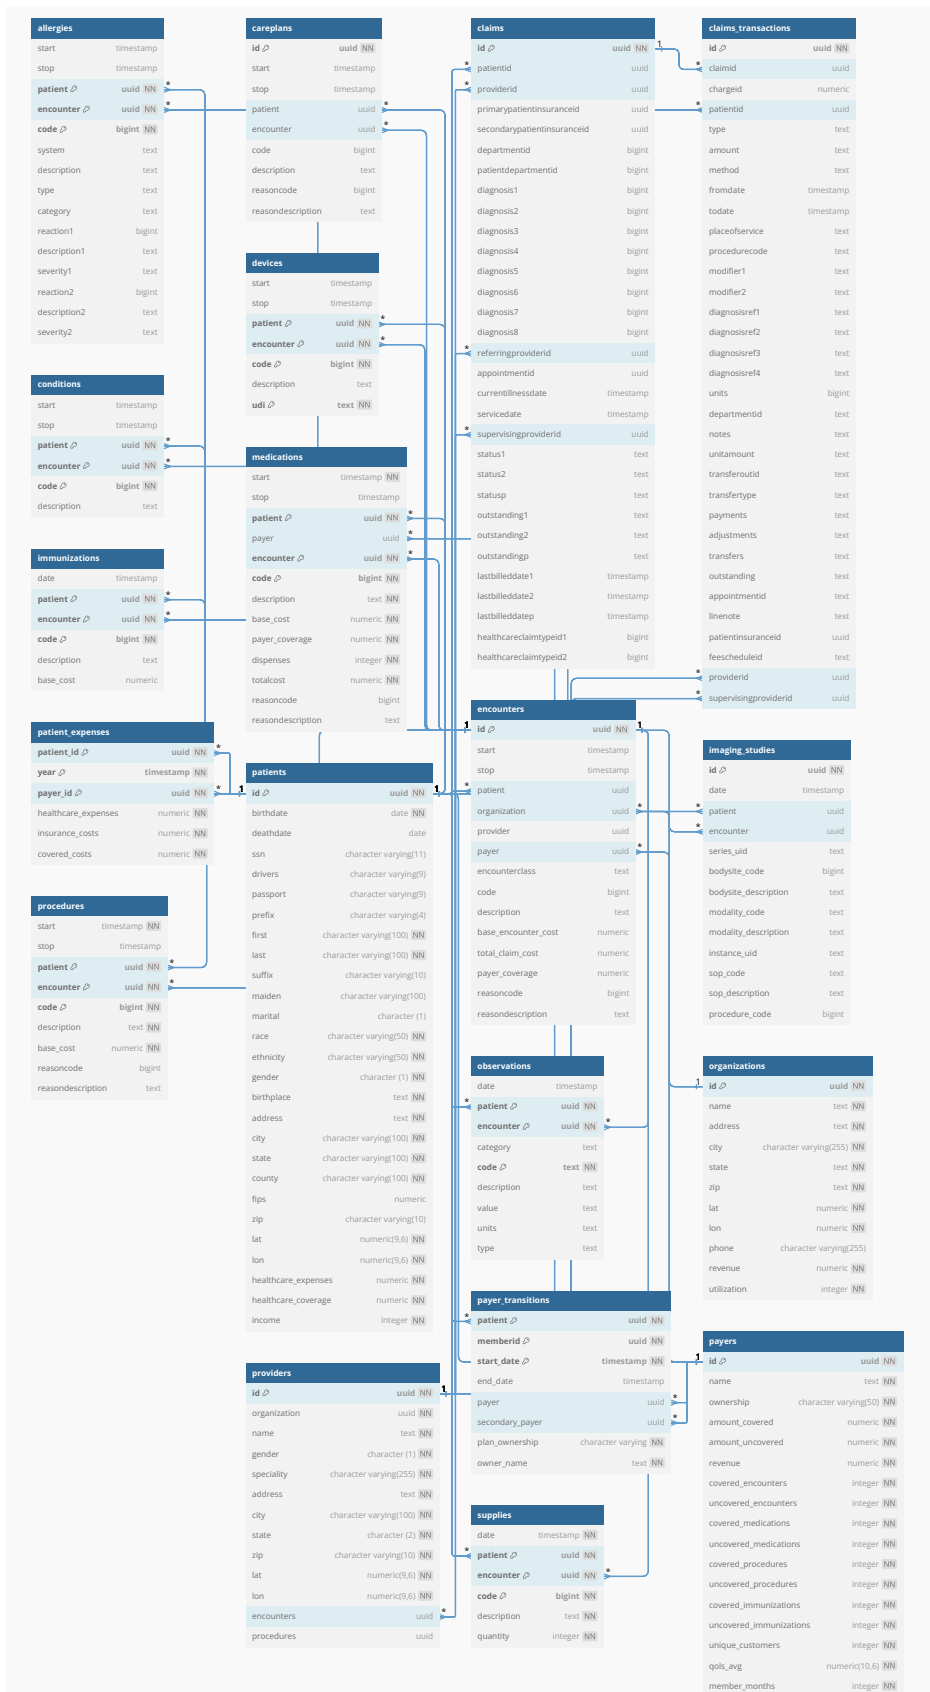 allergies
start timestamp
stop timestamp
patient uuid NN *
encounter uuid NN *
code bigint NN
system text
description text
type text
category text
reaction1 bigint
description1 text
severity1 text
reaction2 bigint
description2 text
severity2 text
conditions
start timestamp
stop timestamp
patient uuid NN *
encounter uuid NN *
code bigint NN
description text
immunizations
date timestamp
patient uuid NN *
encounter uuid NN *
code bigint NN
description text
base_cost numeric
patient_expenses
patient_id uuid NN *
year timestamp NN
payer_id uuid NN * 1
healthcare_expenses numeric NN
insurance_costs numeric NN
covered_costs numeric NN
procedures
start timestamp NN
stop timestamp
patient uuid NN *
encounter uuid NN *
code bigint NN
description text NN
base_cost numeric NN
reasoncode bigint
reasondescription text
careplans
id uuid NN
start timestamp
stop timestamp
patient uuid *
encounter uuid *
code bigint
description text
reasoncode bigint
reasondescription text
devices
start timestamp
stop timestamp
patient uuid NN *
encounter uuid NN *
code bigint NN
description text
udi text NN
medications
start timestamp NN
stop timestamp
patient uuid NN *
payer uuid *
encounter uuid NN *
code bigint NN
description text NN
base_cost numeric NN
payer_coverage numeric NN
dispenses integer NN
totalcost numeric NN
reasoncode bigint
reasondescription text
patients
id uuid NN 1
birthdate date NN
deathdate date
ssn character varying(11)
drivers character varying(9)
passport character varying(9)
prefix character varying(4)
first character varying(100) NN
last character varying(100) NN
suffix character varying(10)
maiden character varying(100)
marital character (1)
race character varying(50) NN
ethnicity character varying(50) NN
gender character (1) NN
birthplace text NN
address text NN
city character varying(100) NN
state character varying(100) NN
county character varying(100) NN
fips numeric
zip character varying(10)
lat numeric(9,6) NN
lon numeric(9,6) NN
healthcare_expenses numeric NN
healthcare_coverage numeric NN
income integer NN
providers
id uuid NN 1
organization uuid NN
name text NN
gender character (1) NN
speciality character varying(255) NN
address text NN
city character varying(100) NN
state character (2) NN
zip character varying(10) NN
lat numeric(9,6) NN
lon numeric(9,6) NN
encounters uuid *
procedures uuid
claims
id uuid NN 1
* patientid uuid
* providerid uuid
primarypatientinsuranceid uuid
secondarypatientinsuranceid uuid
departmentid bigint
patientdepartmentid bigint
diagnosis1 bigint
diagnosis2 bigint
diagnosis3 bigint
diagnosis4 bigint
diagnosis5 bigint
diagnosis6 bigint
diagnosis7 bigint
diagnosis8 bigint
* referringproviderid uuid
appointmentid uuid
currentillnessdate timestamp
servicedate timestamp
* supervisingproviderid uuid
status1 text
status2 text
statusp text
outstanding1 text
outstanding2 text
outstandingp text
lastbilleddate1 timestamp
lastbilleddate2 timestamp
lastbilleddatep timestamp
healthcareclaimtypeid1 bigint
healthcareclaimtypeid2 bigint
encounters
1 id uuid NN 1
start timestamp
stop timestamp
* patient uuid
organization uuid *
provider uuid
payer uuid *
encounterclass text
code bigint
description text
base_encounter_cost numeric
total_claim_cost numeric
payer_coverage numeric
reasoncode bigint
reasondescription text
observations
date timestamp
* patient uuid NN
encounter uuid NN *
category text
code text NN
description text
value text
units text
type text
payer_transitions
* patient uuid NN
memberid uuid NN
start_date timestamp NN
end_date timestamp
payer uuid *
secondary_payer uuid *
plan_ownership character varying NN
owner_name text NN
supplies
date timestamp NN
* patient uuid NN
encounter uuid NN *
code bigint NN
description text NN
quantity integer NN
claims_transactions
id uuid NN
* claimid uuid
chargeid numeric
* patientid uuid
type text
amount text
method text
fromdate timestamp
todate timestamp
placeofservice text
procedurecode text
modifier1 text
modifier2 text
diagnosisref1 text
diagnosisref2 text
diagnosisref3 text
diagnosisref4 text
units bigint
departmentid text
notes text
unitamount text
transferoutid text
transfertype text
payments text
adjustments text
transfers text
outstanding text
appointmentid text
linenote text
patientinsuranceid uuid
feescheduleid text
* providerid uuid
* supervisingproviderid uuid
imaging_studies
id uuid NN
date timestamp
* patient uuid
* encounter uuid
series_uid text
bodysite_code bigint
bodysite_description text
modality_code text
modality_description text
instance_uid text
sop_code text
sop_description text
procedure_code bigint
organizations
1 id uuid NN
name text NN
address text NN
city character varying(255) NN
state text NN
zip text NN
lat numeric NN
lon numeric NN
phone character varying(255)
revenue numeric NN
utilization integer NN
payers
1 id uuid NN
name text NN
ownership character varying(50) NN
amount_covered numeric NN
amount_uncovered numeric NN
revenue numeric NN
covered_encounters integer NN
uncovered_encounters integer NN
covered_medications integer NN
uncovered_medications integer NN
covered_procedures integer NN
uncovered_procedures integer NN
covered_immunizations integer NN
uncovered_immunizations integer NN
unique_customers integer NN
qols_avg numeric(10,6) NN
member_months integer NN